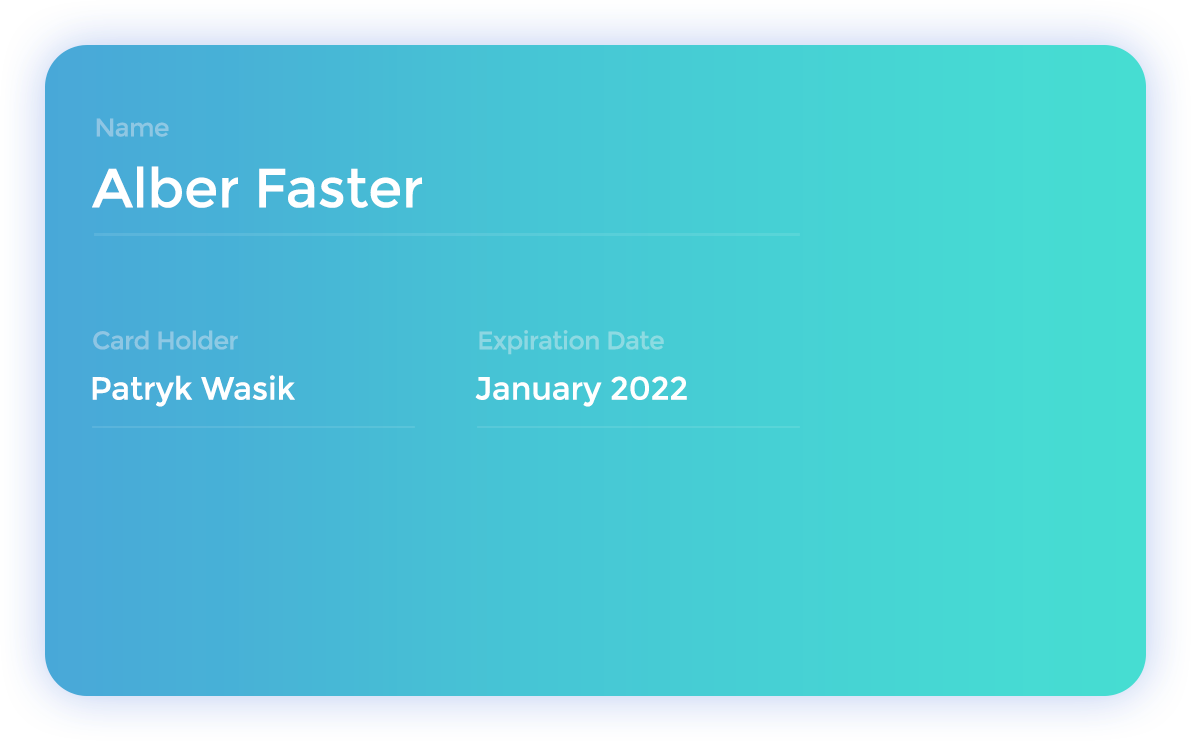 Name
Alber Faster
Card Holder
Expiration Date
Patryk Wasik
January 2022